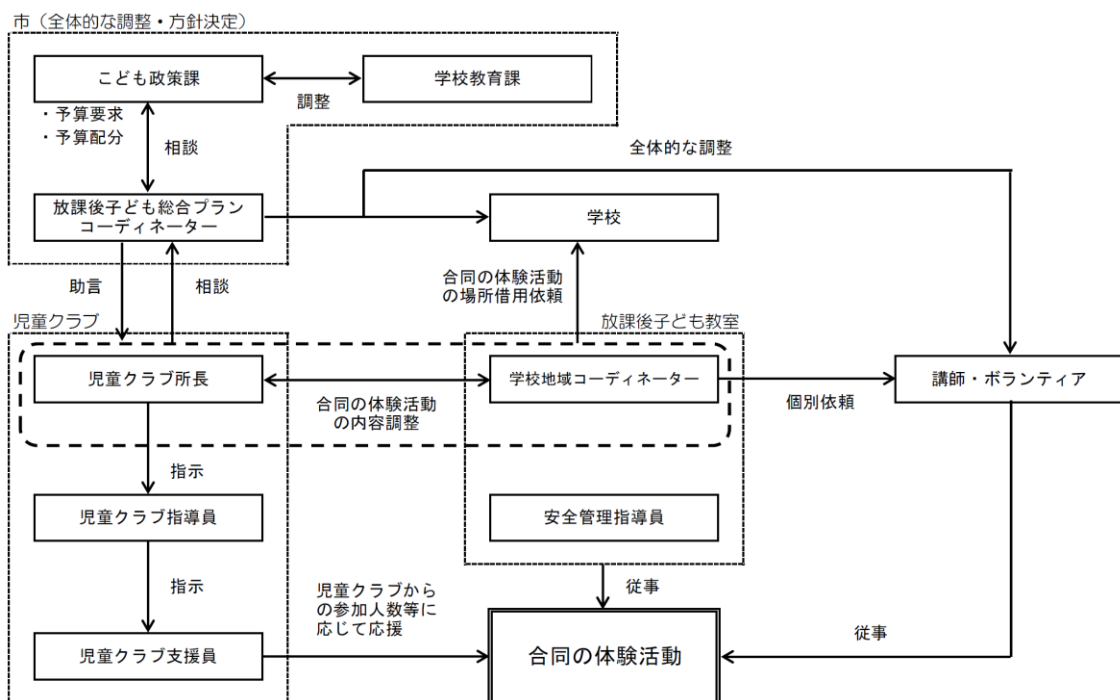 市（全体的な調整・方針決定）
こども政策課
学校教育課
調整
・予算要求
・予算配分
相談
全体的な調整
放課後子ども総合プラン
コーディネーター
学校
助言
相談
合同の体験活動
の場所借用依頼
児童クラブ
放課後子ども教室
児童クラブ所長
学校地域コーディネーター
講師・ボランティア
合同の体験活動
の内容調整
個別依頼
指示
児童クラブ指導員
安全管理指導員
指示
児童クラブから
の参加人数等に
応じて応援
従事
児童クラブ支援員
合同の体験活動
従事